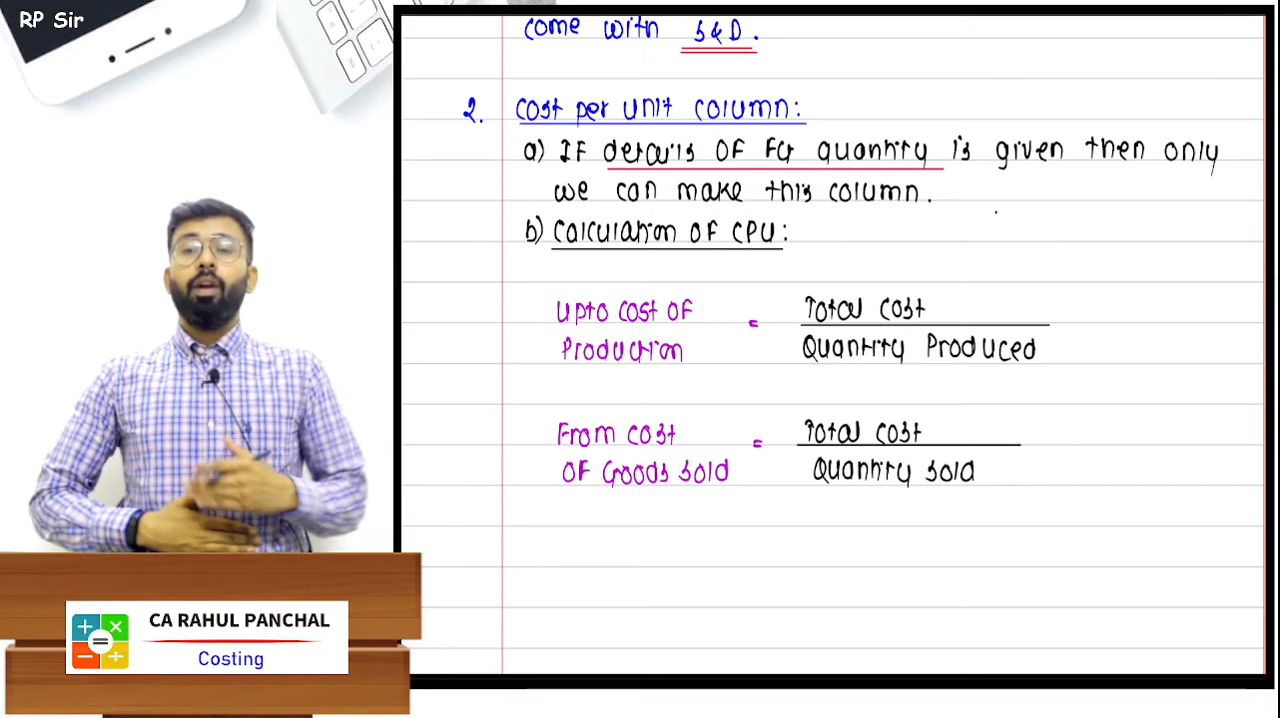 RP Sir
come with S&D.
2. Cost per unit column:
a) If details of FG quantity is given then only
we can make this column.
b) Calculation of CPU:
Upto cost of
Production
=
Total cost
Quantity Produced
From cost
of Goods sold
=
Total cost
Quantity sold
CA RAHUL PANCHAL
Costing